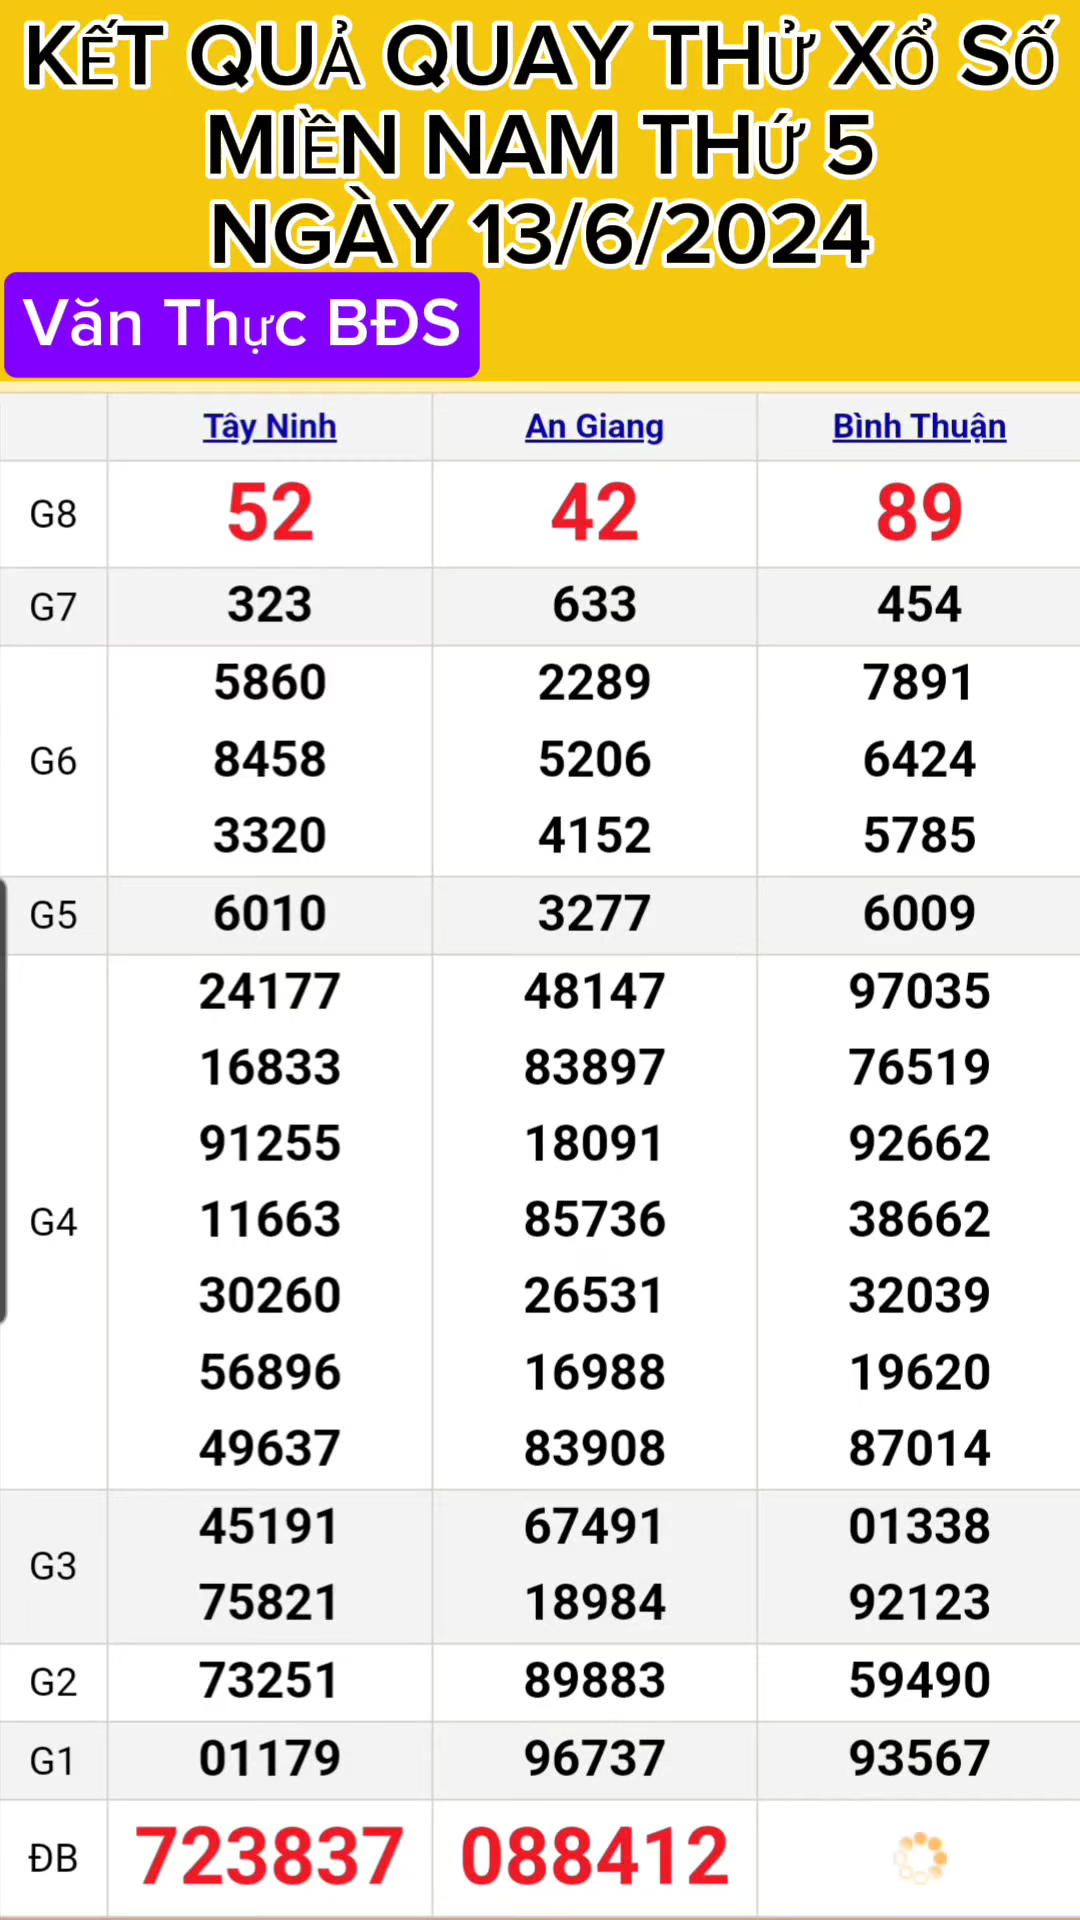 KẾT QUẢ QUAY THỬ XỔ SỐ
MIỀN NAM THỨ 5
NGÀY 13/6/2024
Văn Thực BĐS
Tây Ninh An Giang Bình Thuận
G8 52 42 89
G7 323 633 454
5860 2289 7891
G6 8458 5206 6424
3320 4152 5785
G5 6010 3277 6009
24177 48147 97035
16833 83897 76519
91255 18091 92662
G4 11663 85736 38662
30260 26531 32039
56896 16988 19620
49637 83908 87014
G3 45191 67491 01338
75821 18984 92123
G2 73251 89883 59490
G1 01179 96737 93567
ĐB 723837 088412